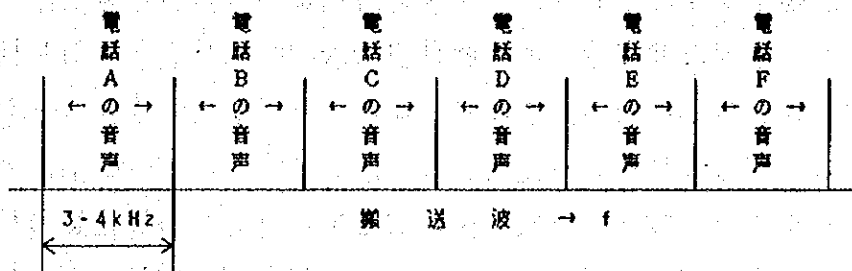 電話Aの音声
電話Bの音声
電話Cの音声
電話Dの音声
電話Eの音声
電話Fの音声
← → ← → ← → ← → ← → ← →
3-4kHz
搬送波 → f